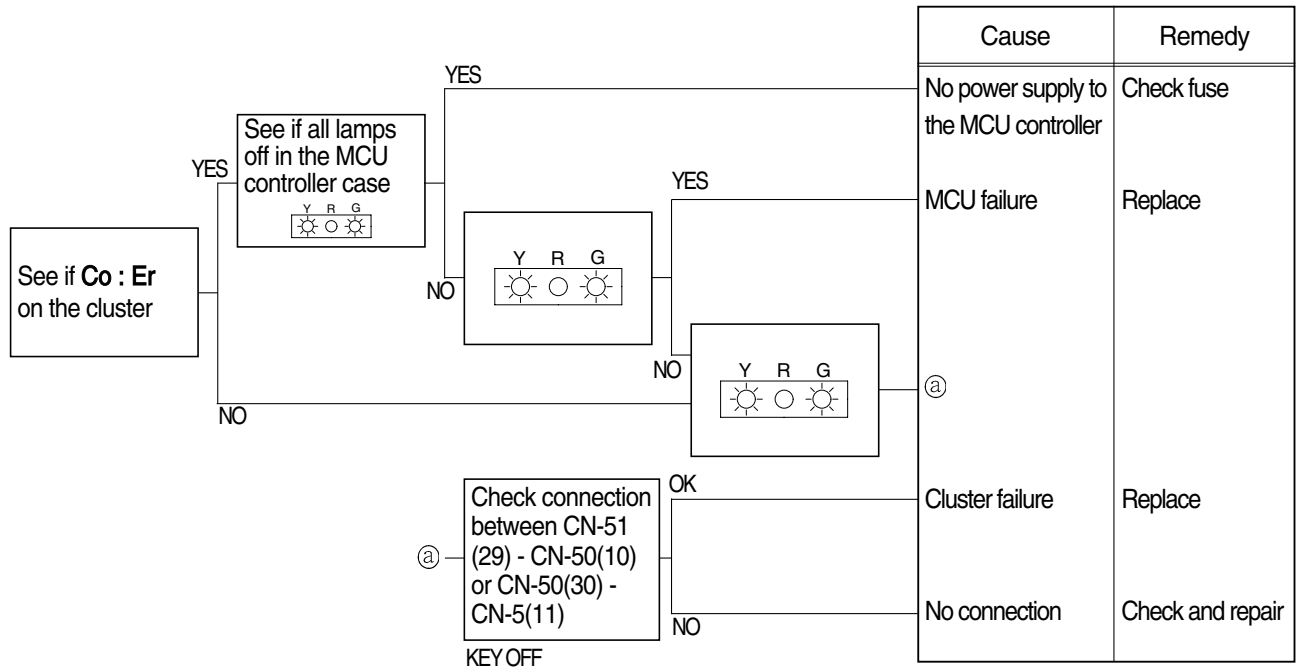 Cause Remedy
YES
No power supply to Check fuse
the MCU controller
See if all lamps
off in the MCU
controller case
Y R G
YES
YES
MCU failure Replace
See if Co : Er
on the cluster
Y R G
NO
NO
Y R G
ⓐ
NO
Check connection
between CN-51
(29) - CN-50(10)
or CN-50(30) -
CN-5(11)
OK
Cluster failure Replace
ⓐ
No connection Check and repair
NO
KEY OFF